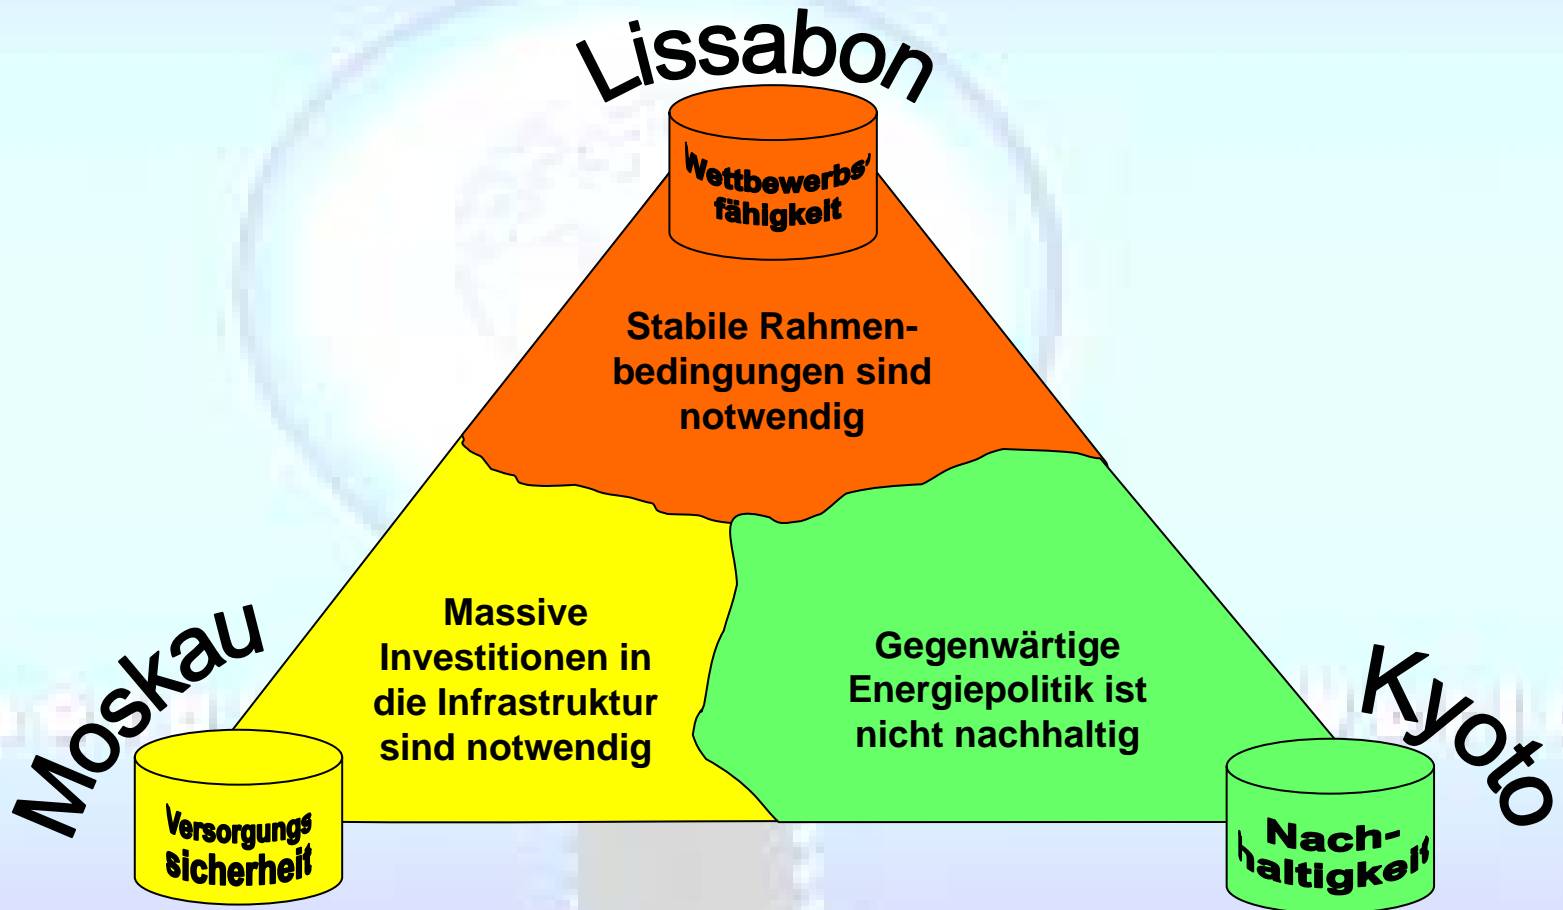 Lissabon
Wettbewerbs-
fähigkeit
Stabile Rahmen-
bedingungen sind
notwendig
Massive
Investitionen in
die Infrastruktur
sind notwendig
Gegenwärtige
Energiepolitik ist
nicht nachhaltig
Moskau
Versorgungs
sicherheit
Kyoto
Nach-
haltigkeit